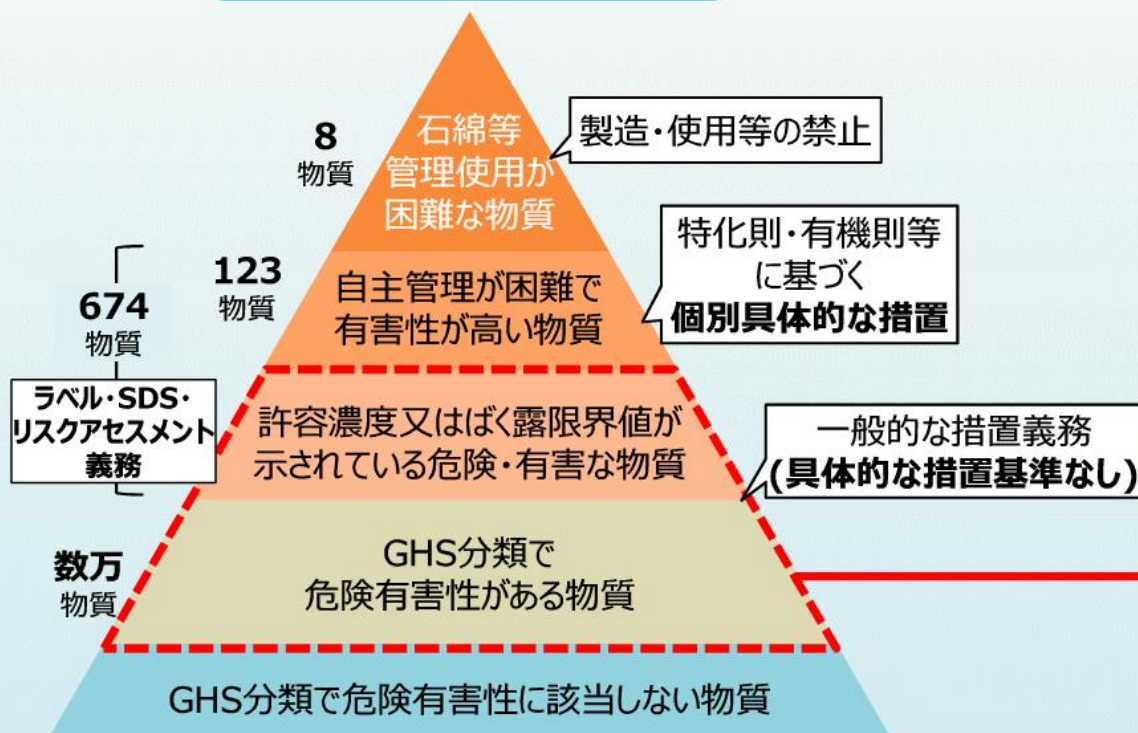 8
物質
石綿等
管理使用が
困難な物質
製造・使用等の禁止
123
物質
自主管理が困難で
有害性が高い物質
特化則・有機則等
に基づく
個別具体的な措置
674
物質
ラベル・SDS・
リスクアセスメント
義務
許容濃度又はばく露限界値が
示されている危険・有害な物質
一般的な措置義務
(具体的な措置基準なし)
数万
物質
GHS分類で
危険有害性がある物質
GHS分類で危険有害性に該当しない物質